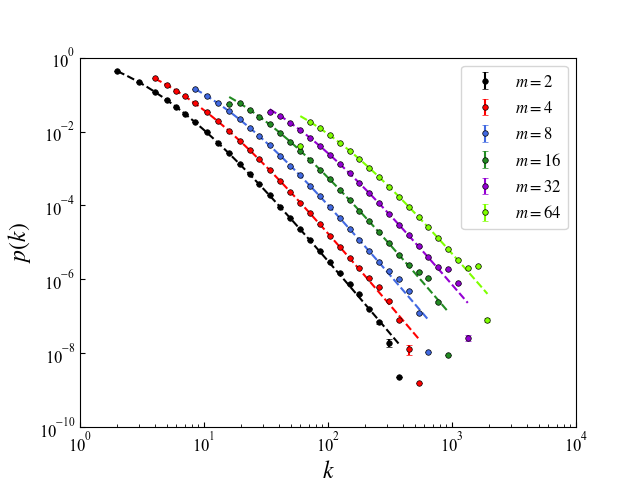 10^0
10^-2
10^-4
10^-6
10^-8
10^-10
p(k)
10^0 10^1 10^2 10^3 10^4
k
m = 2
m = 4
m = 8
m = 16
m = 32
m = 64